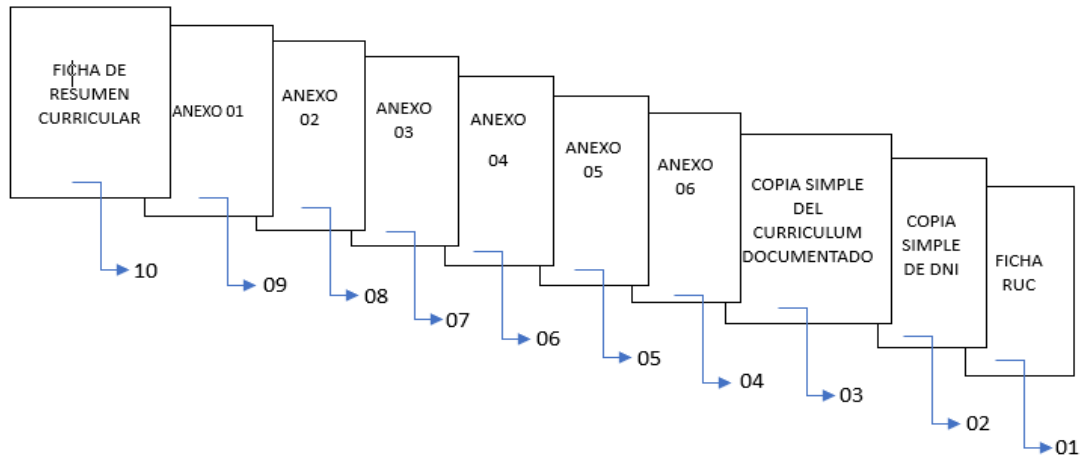 FICHA DE
RESUMEN
CURRICULAR
ANEXO 01
ANEXO
02
ANEXO
03
ANEXO
04
ANEXO
05
ANEXO
06
COPIA SIMPLE
DEL
CURRICULUM
DOCUMENTADO
COPIA
SIMPLE
DE DNI
FICHA
RUC
10
09
08
07
06
05
04
03
02
01